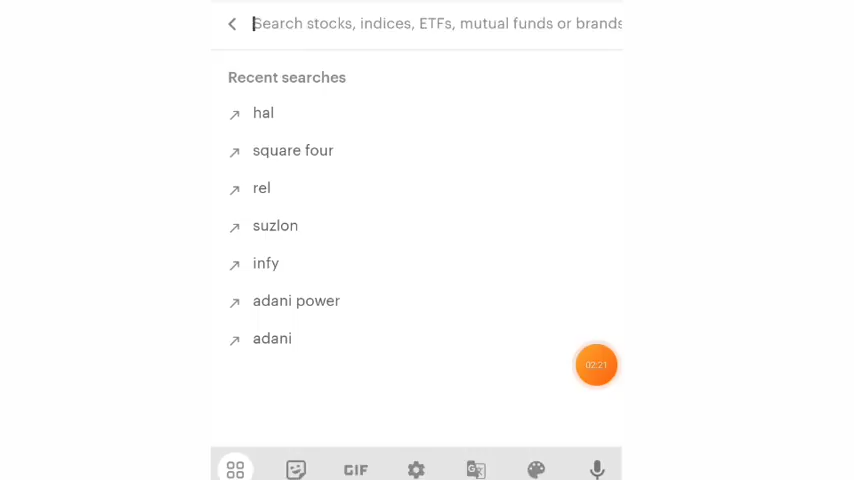 Search stocks, indices, ETFs, mutual funds or brands
Recent searches
hal
square four
rel
suzlon
infy
adani power
adani
02:21
GIF